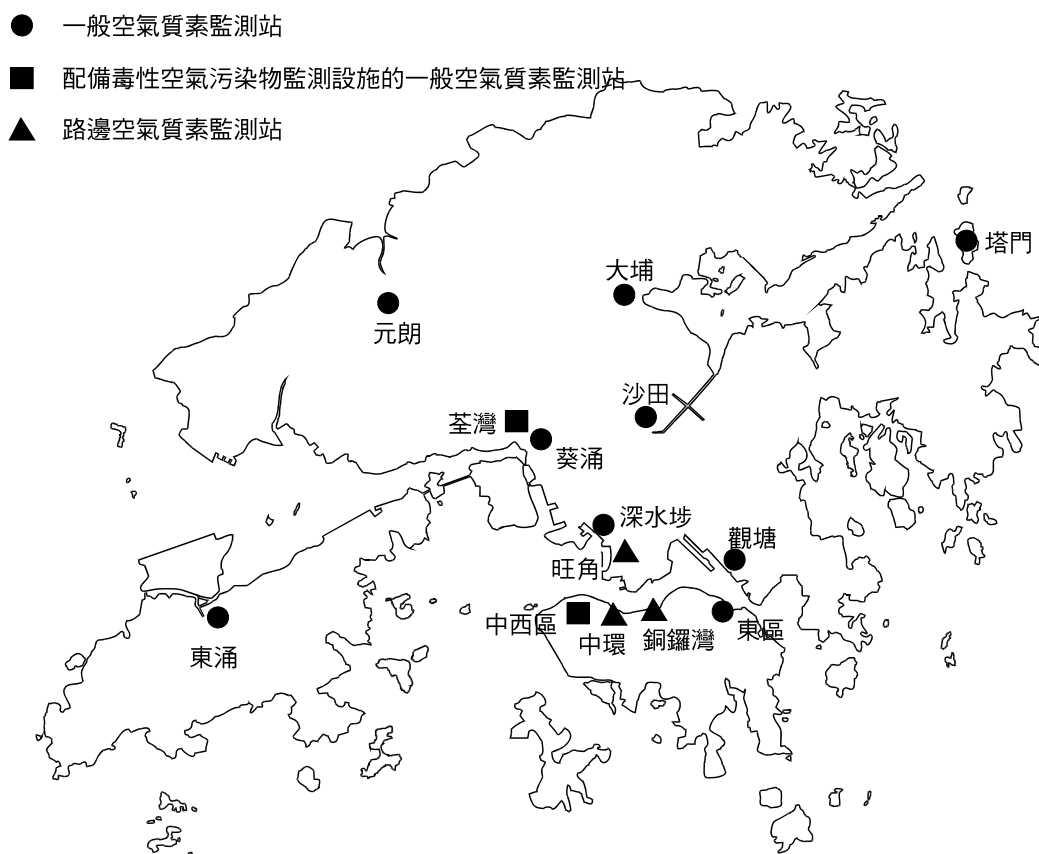 一般空氣質素監測站
配備毒性空氣污染物監測設施的一般空氣質素監測站
路邊空氣質素監測站
塔門
大埔
元朗
沙田
荃灣
葵涌
深水埗
觀塘
旺角
中西區
中環
銅鑼灣
東區
東涌